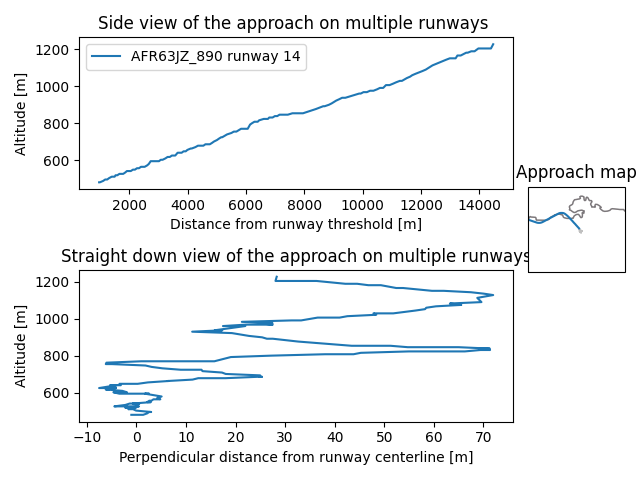 Side view of the approach on multiple runways
1200
1000
800
600
Altitude [m]
AFR63JZ_890 runway 14
2000 4000 6000 8000 10000 12000 14000
Distance from runway threshold [m]
Approach map
Straight down view of the approach on multiple runways
1200
1000
800
600
Altitude [m]
−10 0 10 20 30 40 50 60 70
Perpendicular distance from runway centerline [m]